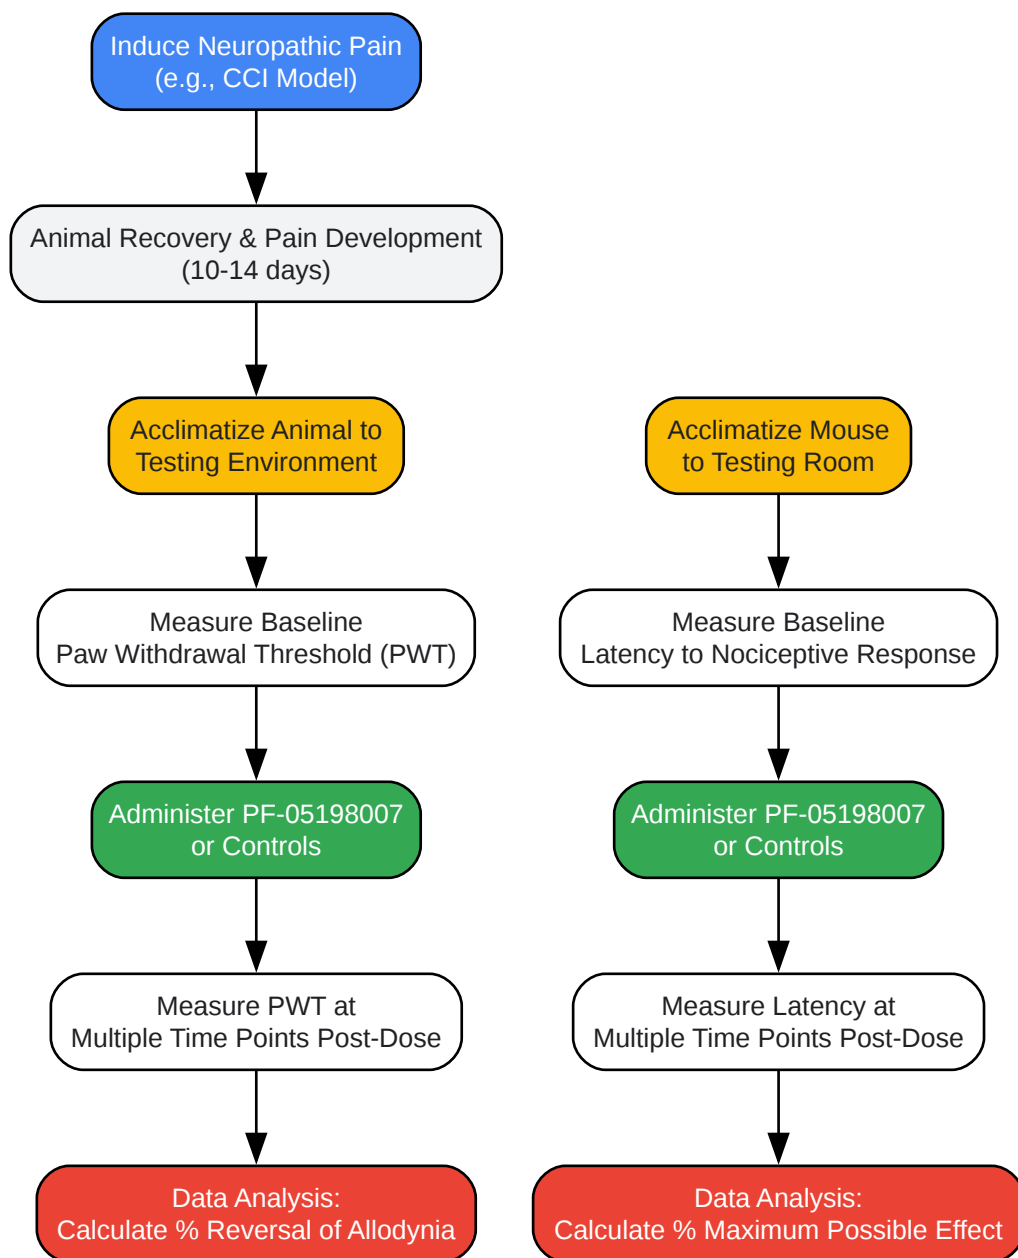 Induce Neuropathic Pain
(e.g., CCI Model)
Animal Recovery & Pain Development
(10-14 days)
Acclimatize Animal to
Testing Environment
Measure Baseline
Paw Withdrawal Threshold (PWT)
Administer PF-05198007
or Controls
Measure PWT at
Multiple Time Points Post-Dose
Data Analysis:
Calculate % Reversal of Allodynia
Acclimatize Mouse
to Testing Room
Measure Baseline
Latency to Nociceptive Response
Administer PF-05198007
or Controls
Measure Latency at
Multiple Time Points Post-Dose
Data Analysis:
Calculate % Maximum Possible Effect